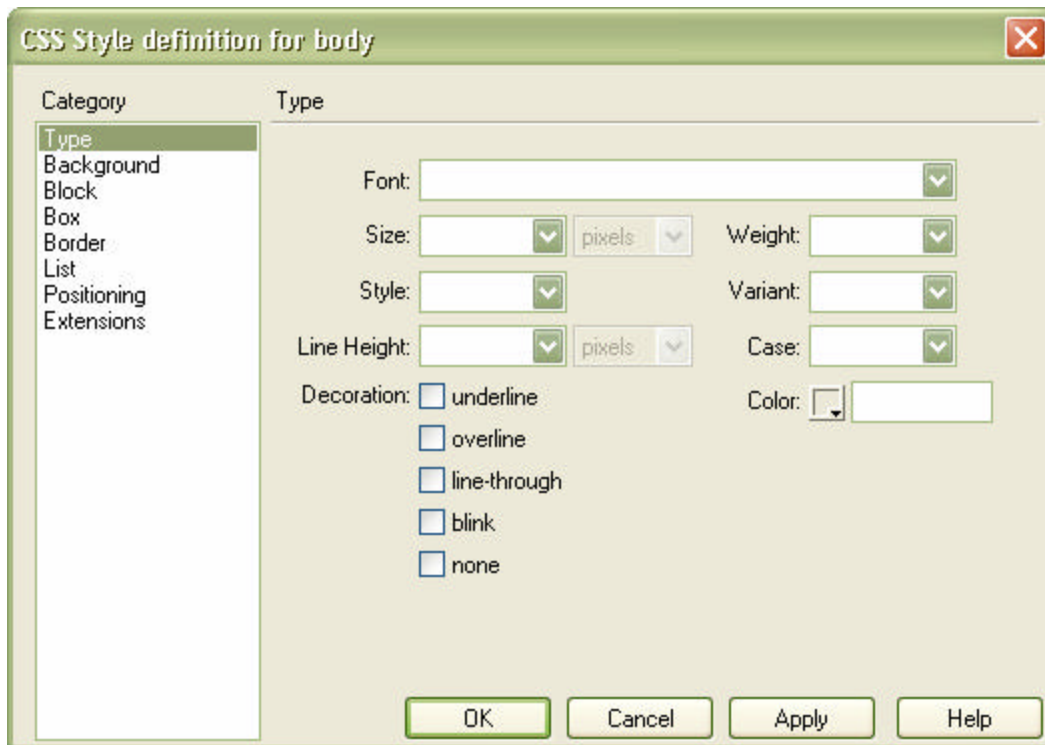 CSS Style definition for body
Category
Type
Type
Background
Block
Box
Border
List
Positioning
Extensions
Font:
Size: pixels Weight:
Style: Variant:
Line Height: pixels Case:
Decoration: underline Color:
overline
line-through
blink
none
OK Cancel Apply Help